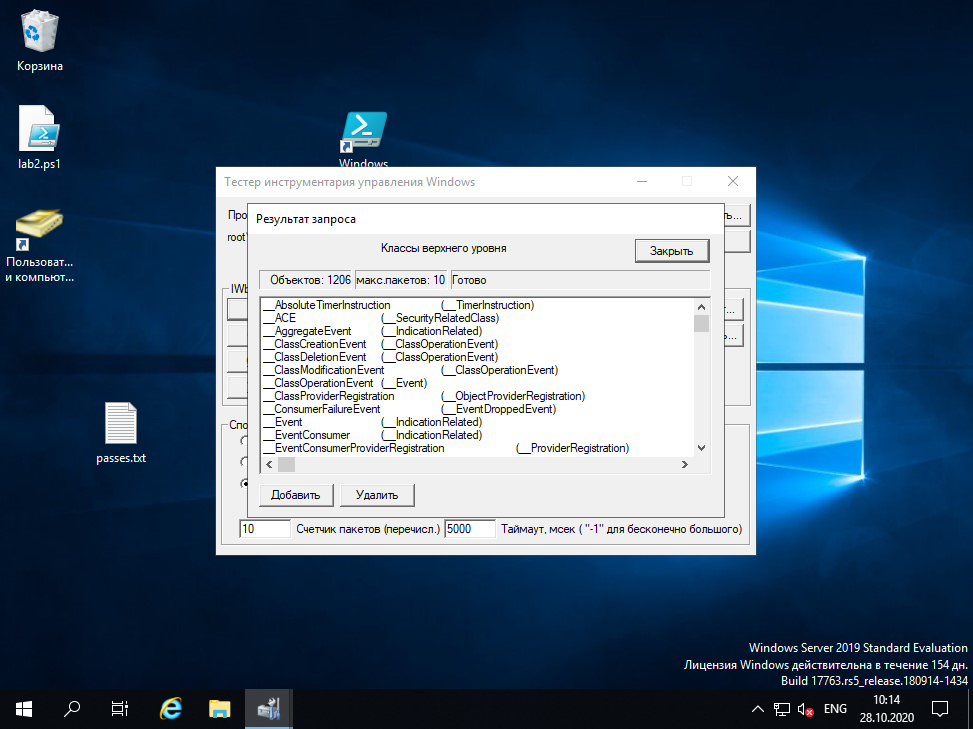 Корзина
lab2.ps1
Windows
Пользоват...
и компьют...
passes.txt
Тестер инструментария управления Windows
Про
ь...
root\
Результат запроса
Классы верхнего уровня
Закрыть
Объектов: 1206
макс.пакетов: 10
Готово
IWb
__AbsoluteTimerInstruction (__TimerInstruction)
__ACE (__SecurityRelatedClass)
__AggregateEvent (__IndicationRelated)
__ClassCreationEvent (__ClassOperationEvent)
__ClassDeletionEvent (__ClassOperationEvent)
__ClassModificationEvent (__ClassOperationEvent)
__ClassOperationEvent (__Event)
__ClassProviderRegistration (__ObjectProviderRegistration)
__ConsumerFailureEvent (__EventDroppedEvent)
__Event (__IndicationRelated)
__EventConsumer (__IndicationRelated)
__EventConsumerProviderRegistration (__ProviderRegistration)
Спо
Добавить
Удалить
10 Счетчик пакетов (перечисл.) 5000 Таймаут, мсек ( "-1" для бесконечно большого)
Windows Server 2019 Standard Evaluation
Лицензия Windows действительна в течение 154 дн.
Build 17763.rs5_release.180914-1434
ENG
10:14
28.10.2020